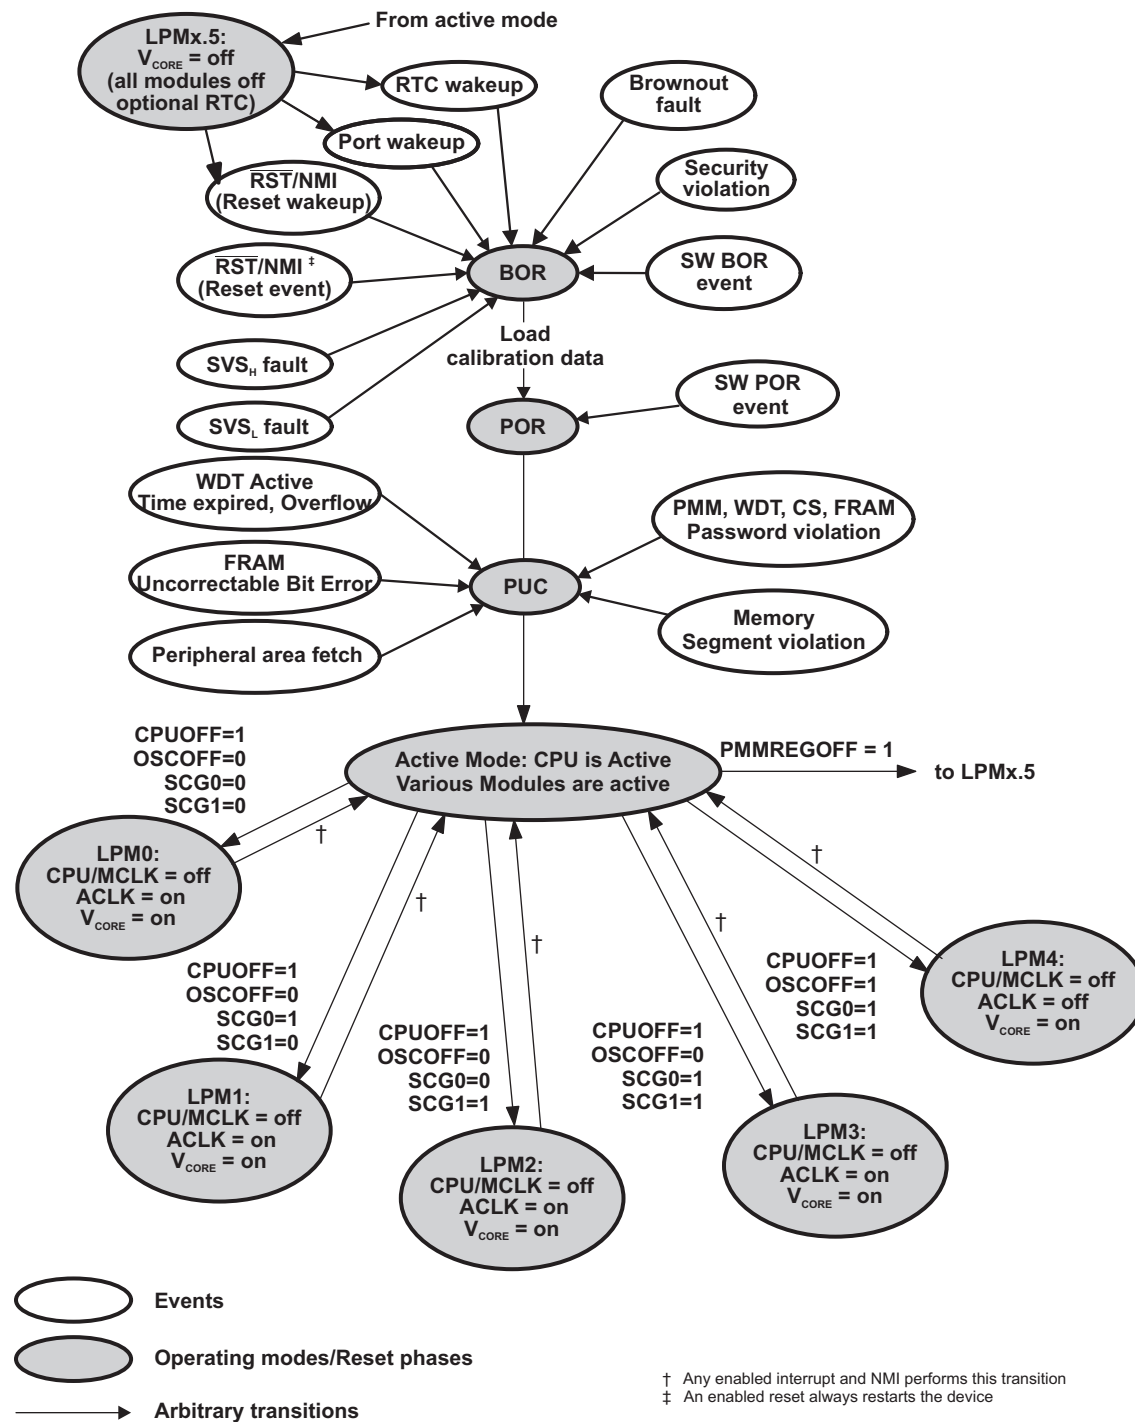 From active mode
LPMx.5:
VCORE = off
(all modules off
optional RTC)
RTC wakeup
Brownout
fault
Port wakeup
Security
violation
RST/NMI
(Reset wakeup)
RST/NMI ‡
(Reset event)
BOR
SW BOR
event
Load
calibration data
SVSH fault
SW POR
event
SVSL fault
POR
WDT Active
Time expired, Overflow
PMM, WDT, CS, FRAM
Password violation
FRAM
Uncorrectable Bit Error
PUC
Memory
Segment violation
Peripheral area fetch
CPUOFF=1
OSCOFF=0
SCG0=0
SCG1=0
Active Mode: CPU is Active
Various Modules are active
PMMREGOFF = 1
to LPMx.5
†
LPM0:
CPU/MCLK = off
ACLK = on
VCORE = on
†
†
†
†
CPUOFF=1
OSCOFF=0
SCG0=1
SCG1=0
CPUOFF=1
OSCOFF=0
SCG0=0
SCG1=1
CPUOFF=1
OSCOFF=0
SCG0=1
SCG1=1
CPUOFF=1
OSCOFF=1
SCG0=1
SCG1=1
LPM4:
CPU/MCLK = off
ACLK = off
VCORE = on
LPM1:
CPU/MCLK = off
ACLK = on
VCORE = on
LPM2:
CPU/MCLK = off
ACLK = on
VCORE = on
LPM3:
CPU/MCLK = off
ACLK = on
VCORE = on
Events
Operating modes/Reset phases
Arbitrary transitions
† Any enabled interrupt and NMI performs this transition
‡ An enabled reset always restarts the device